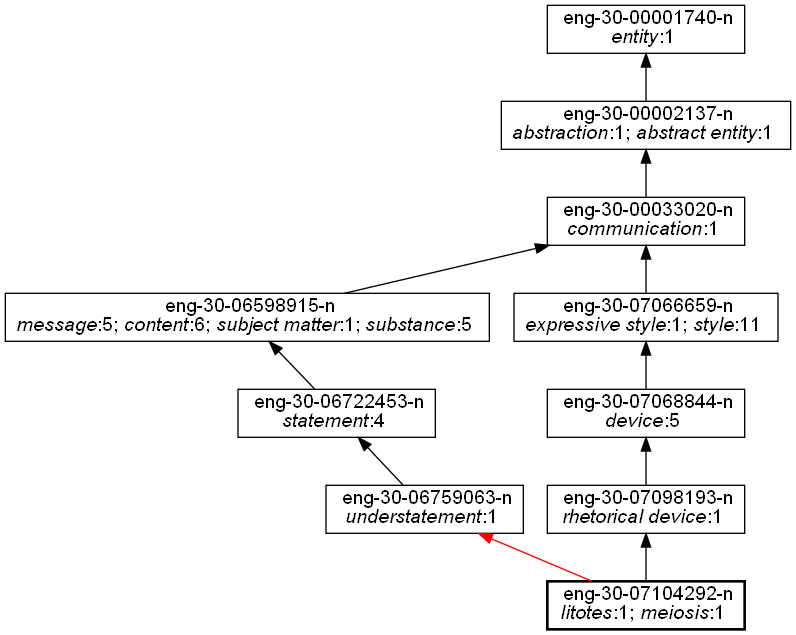 eng-30-00001740-n
entity:1
eng-30-00002137-n
abstraction:1; abstract entity:1
eng-30-00033020-n
communication:1
eng-30-06598915-n
message:5; content:6; subject matter:1; substance:5
eng-30-07066659-n
expressive style:1; style:11
eng-30-06722453-n
statement:4
eng-30-07068844-n
device:5
eng-30-06759063-n
understatement:1
eng-30-07098193-n
rhetorical device:1
eng-30-07104292-n
litotes:1; meiosis:1